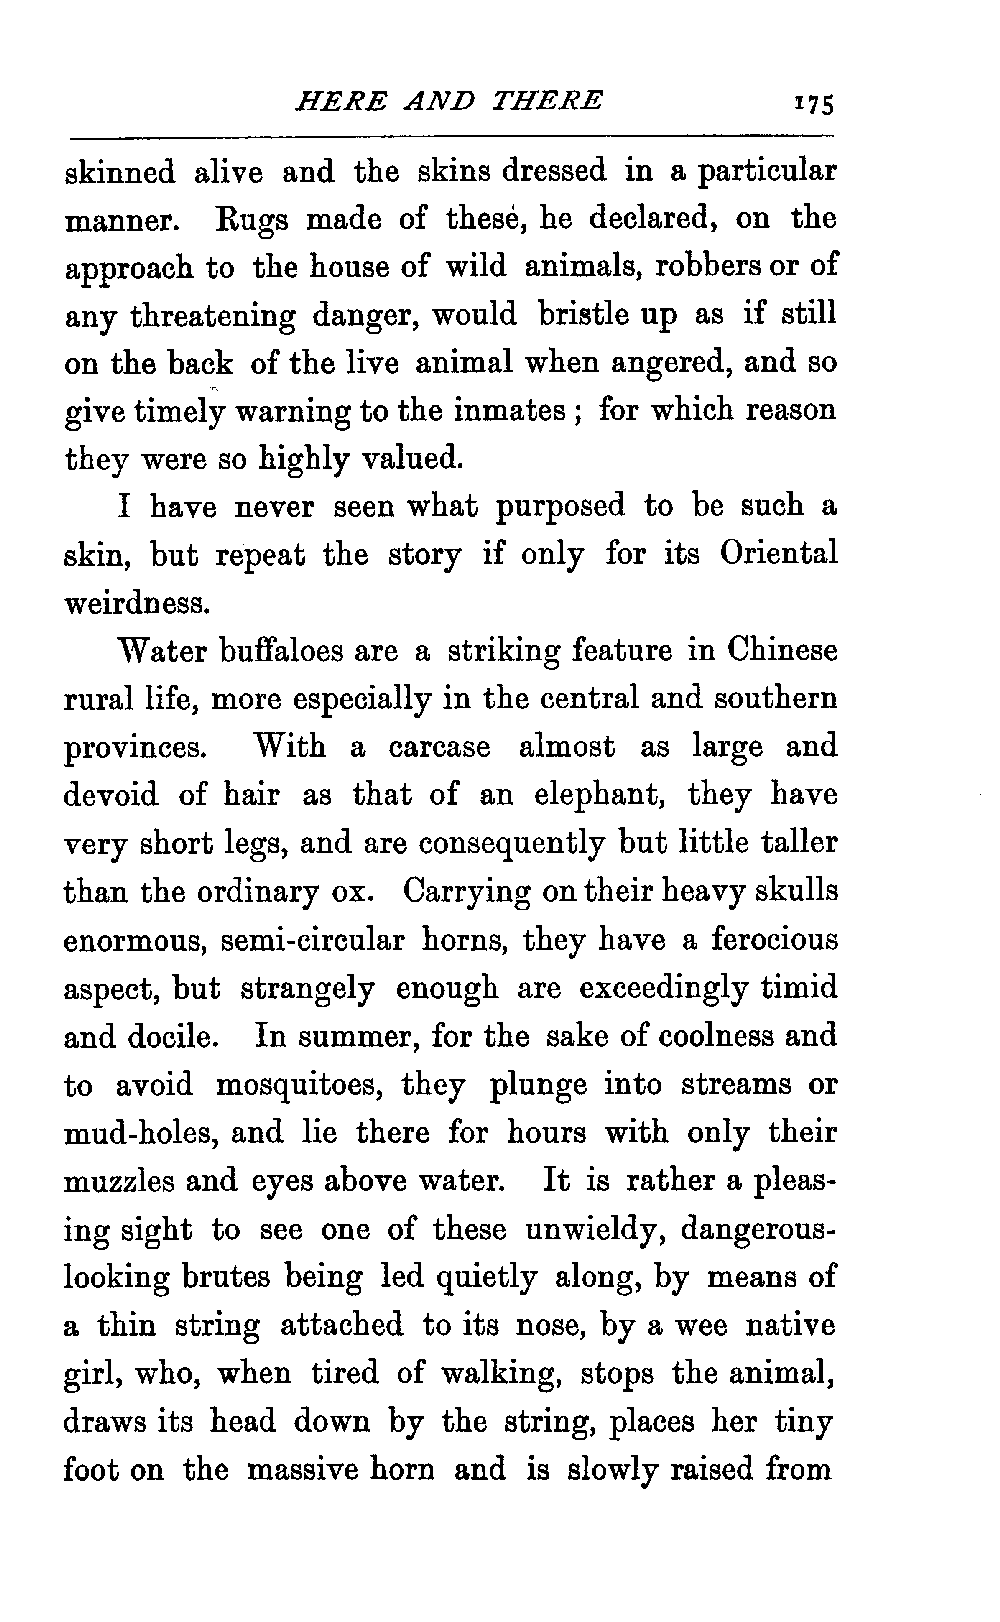 HERE AND THERE 175
skinned alive and the skins dressed in a particular
manner. Rugs made of these, he declared, on the
approach to the house of wild animals, robbers or of
any threatening danger, would bristle up as if still
on the back of the live animal when angered, and so
give timely warning to the inmates ; for which reason
they were so highly valued.
I have never seen what purposed to be such a
skin, but repeat the story if only for its Oriental
weirdness.
Water buffaloes are a striking feature in Chinese
rural life, more especially in the central and southern
provinces. With a carcase almost as large and
devoid of hair as that of an elephant, they have
very short legs, and are consequently but little taller
than the ordinary ox. Carrying on their heavy skulls
enormous, semi-circular horns, they have a ferocious
aspect, but strangely enough are exceedingly timid
and docile. In summer, for the sake of coolness and
to avoid mosquitoes, they plunge into streams or
mud-holes, and lie there for hours with only their
muzzles and eyes above water. It is rather a pleas-
ing sight to see one of these unwieldy, dangerous-
looking brutes being led quietly along, by means of
a thin string attached to its nose, by a wee native
girl, who, when tired of walking, stops the animal,
draws its head down by the string, places her tiny
foot on the massive horn and is slowly raised from